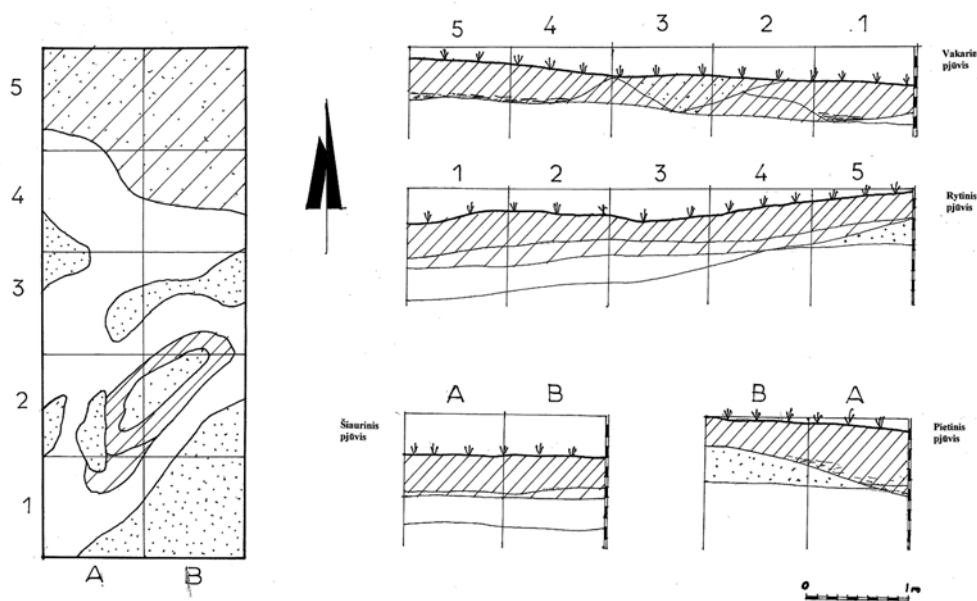 5
4
3
2
1
A B
5 4 3 2 1
Vakarie
pjūvis
1 2 3 4 5
Rytinis
pjūvis
Šiaurinis
pjūvis
A B
B A
Pietinis
pjūvis
0 1m